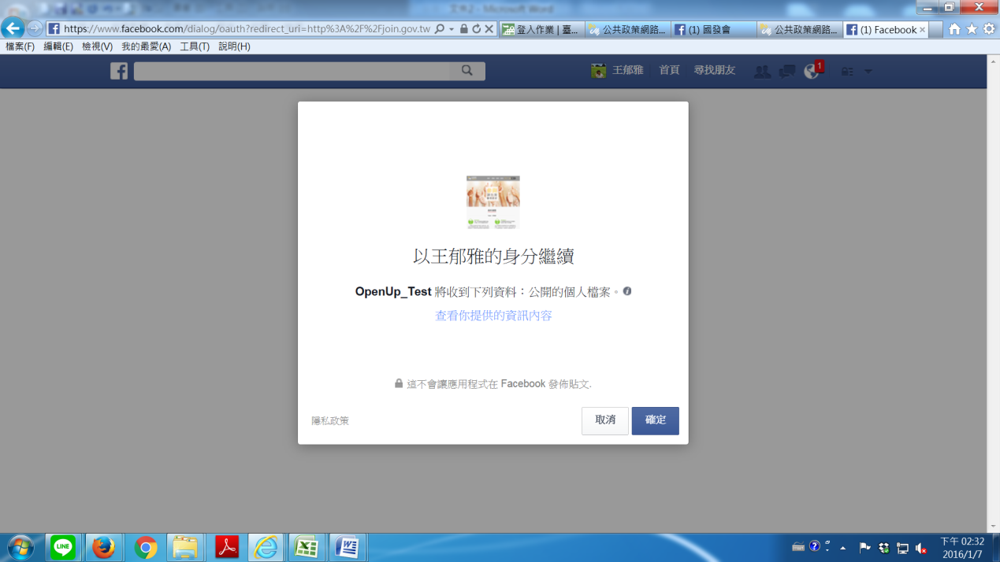 文件2 - Microsoft Word
https://www.facebook.com/dialog/oauth?redirect_uri=http%3A%2F%2Fjoin.gov.tw
登入作業 | 臺...
公共政策網路...
(1) 國發會
公共政策網路...
(1) Facebook
檔案(F) 編輯(E) 檢視(V) 我的最愛(A) 工具(T) 說明(H)
王郁雅 首頁 尋找朋友 1
以王郁雅的身分繼續
OpenUp_Test 將收到下列資料：公開的個人檔案。
查看你提供的資訊內容
這不會讓應用程式在 Facebook 發佈貼文.
隱私政策 取消 確定
LINE
下午 02:32
2016/1/7